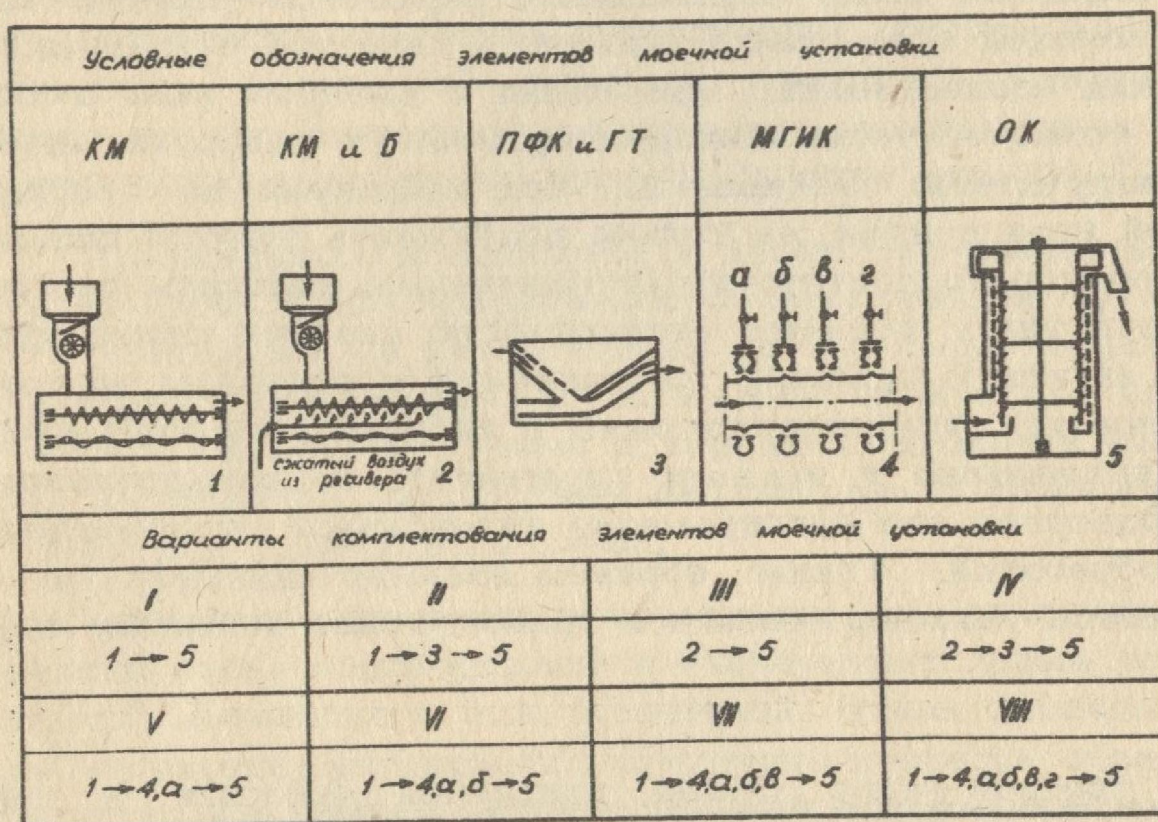 Условные обозначения элементов моечной установки
КМ КМ и Б ПФК и ГТ МГИК ОК
а б в г
сжатый воздух
из ресивера
1 2 3 4 5
Варианты комплектования элементов моечной установки
I II III IV
1→5 1→3→5 2→5 2→3→5
V VI VII VIII
1→4,а→5 1→4,а,б→5 1→4,а,б,в→5 1→4,а,б,в,г→5